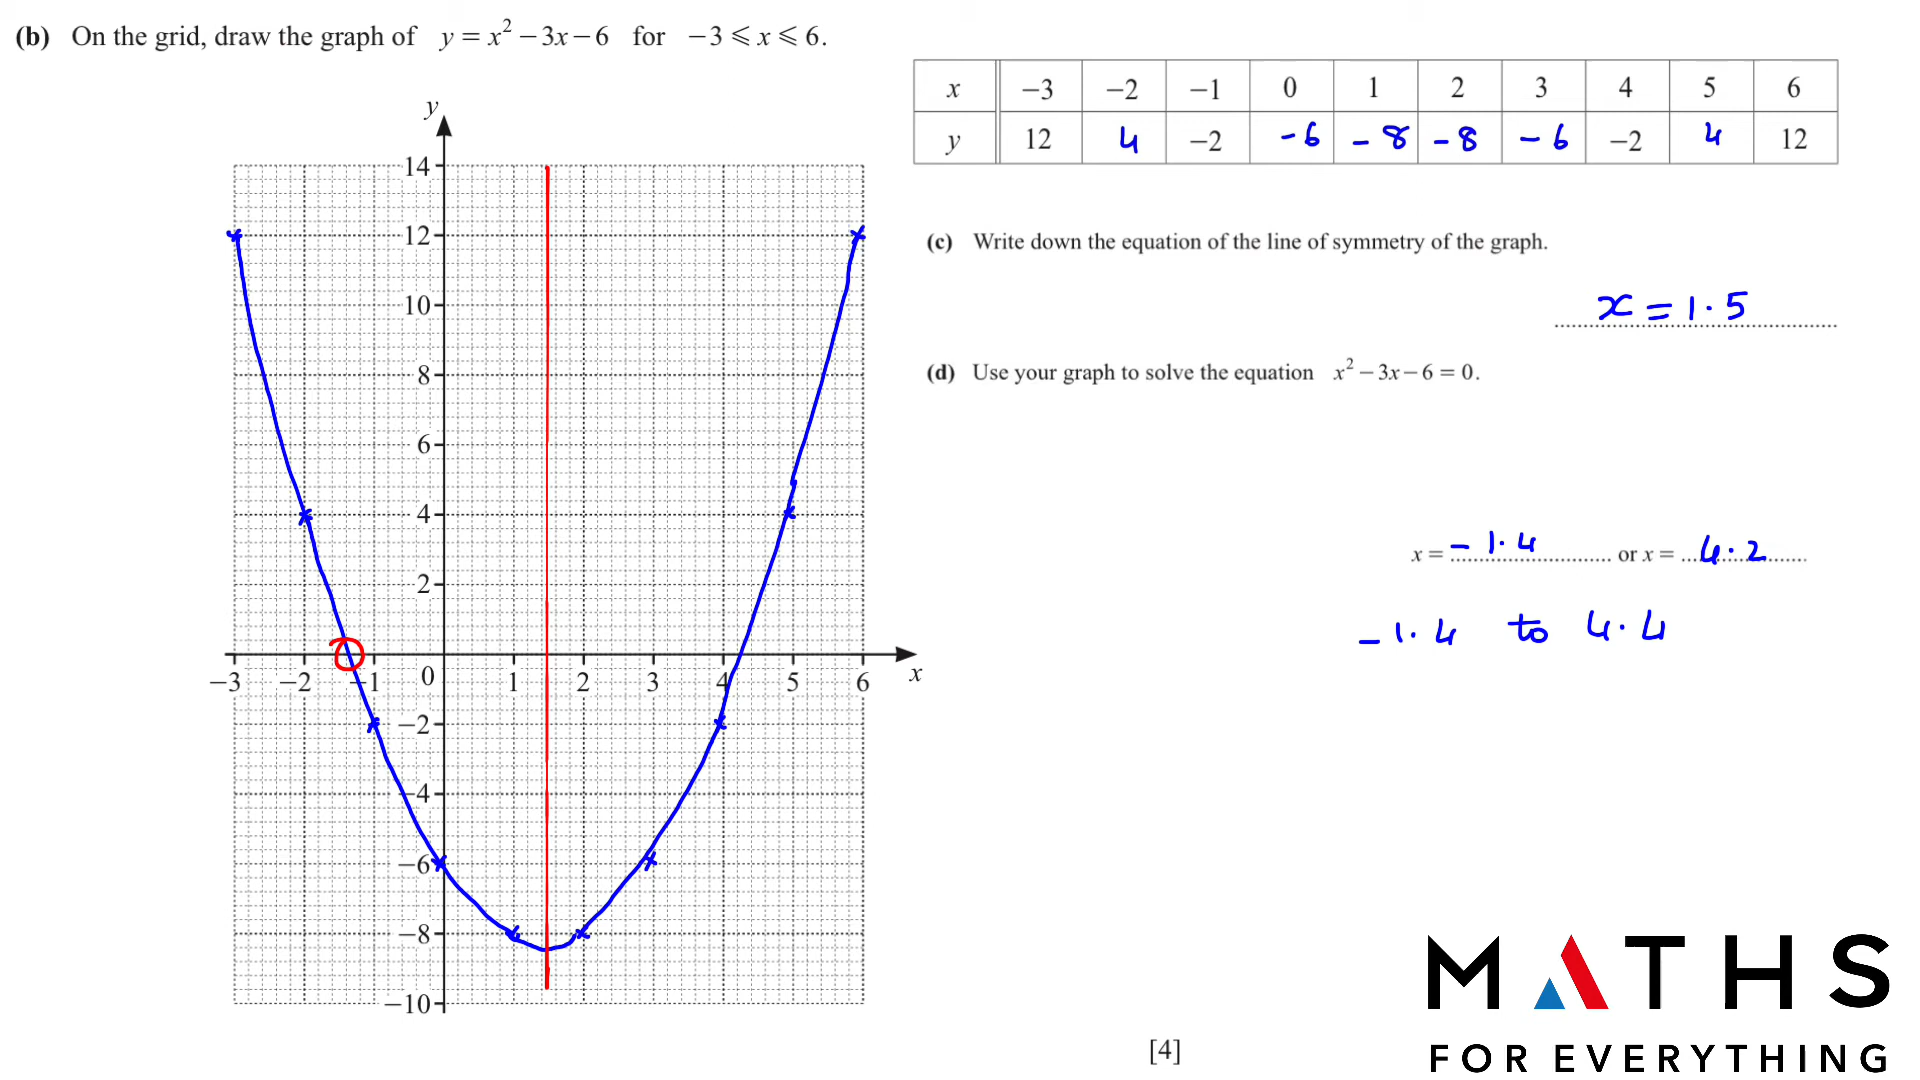 (b) On the grid, draw the graph of y = x² − 3x − 6 for −3 ⩽ x ⩽ 6.
x −3 −2 −1 0 1 2 3 4 5 6
y 12 4 −2 −6 −8 −8 −6 −2 4 12
y
14
12
10
8
6
4
2
−3 −2 −1 0 1 2 3 4 5 6 x
−2
−4
−6
−8
−10
(c) Write down the equation of the line of symmetry of the graph.
x = 1.5
(d) Use your graph to solve the equation x² − 3x − 6 = 0.
x = −1.4 or x = 4.2
−1.4 to 4.4
[4]
MATHS
FOR EVERYTHING